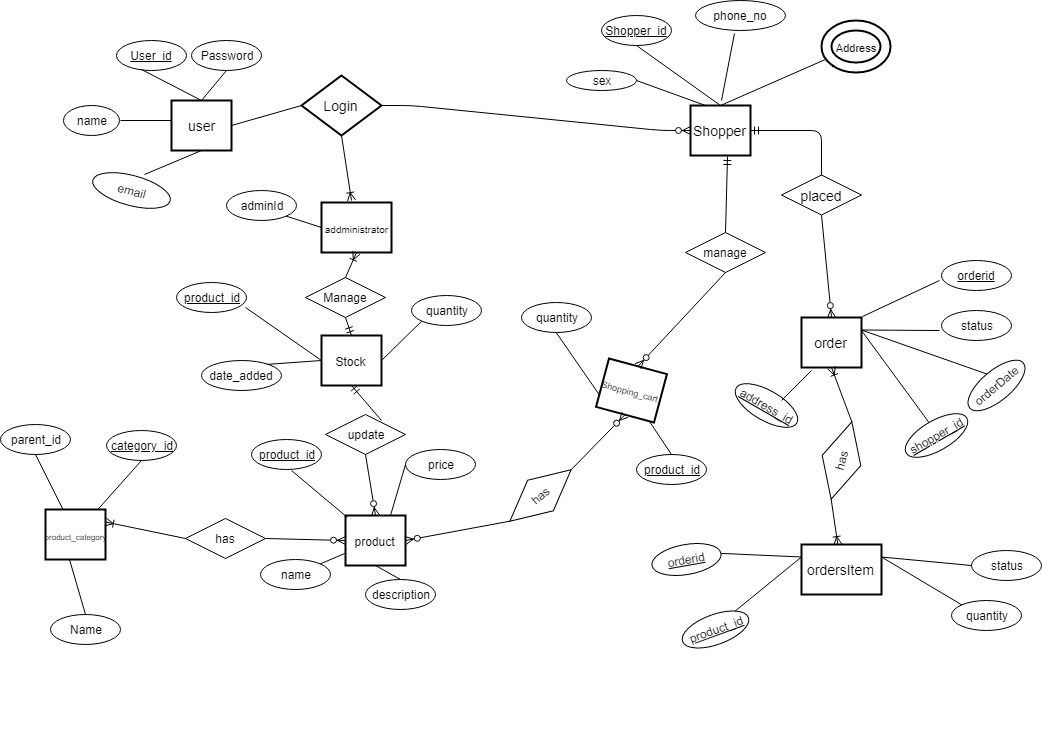 phone_no
Shopper_id
Address
User_id
Password
sex
Login
name
user
Shopper
email
adminId
addministrator
placed
manage
orderid
product_id
Manage
quantity
quantity
status
order
Stock
date_added
orderDate
Shopping_cart
address_id
parent_id
category_id
update
shopper_id
product_id
price
product_id
has
has
product_category
has
product
orderid
ordersItem
status
name
description
quantity
Name
product_id